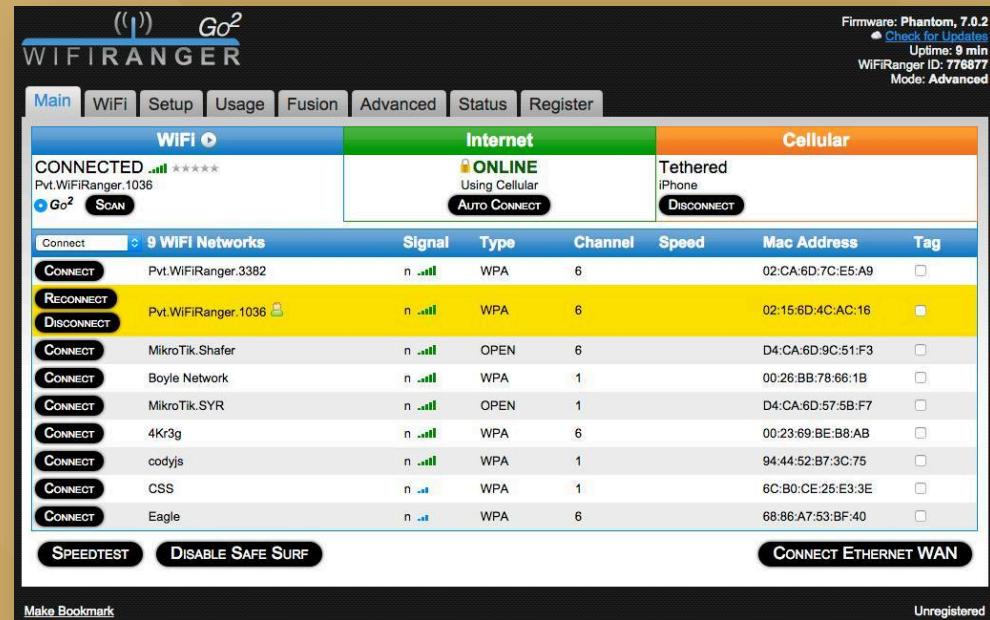 Go2
WIFIRANGER
Firmware: Phantom, 7.0.2
Check for Updates
Uptime: 9 min
WiFiRanger ID: 776877
Mode: Advanced
Main WiFi Setup Usage Fusion Advanced Status Register
WiFi Internet Cellular
CONNECTED ONLINE Tethered
Pvt.WiFiRanger.1036 Using Cellular iPhone
Go2 SCAN AUTO CONNECT DISCONNECT
Connect 9 WiFi Networks Signal Type Channel Speed Mac Address Tag
CONNECT Pvt.WiFiRanger.3382 n WPA 6 02:CA:6D:7C:E5:A9
RECONNECT
DISCONNECT Pvt.WiFiRanger.1036 n WPA 6 02:15:6D:4C:AC:16
CONNECT MikroTik.Shafer n OPEN 6 D4:CA:6D:9C:51:F3
CONNECT Boyle Network n WPA 1 00:26:BB:78:66:1B
CONNECT MikroTik.SYR n OPEN 1 D4:CA:6D:57:5B:F7
CONNECT 4Kr3g n WPA 6 00:23:69:BE:B8:AB
CONNECT codyjs n WPA 1 94:44:52:B7:3C:75
CONNECT CSS n WPA 1 6C:B0:CE:25:E3:3E
CONNECT Eagle n WPA 6 68:86:A7:53:BF:40
SPEEDTEST DISABLE SAFE SURF CONNECT ETHERNET WAN
Make Bookmark Unregistered